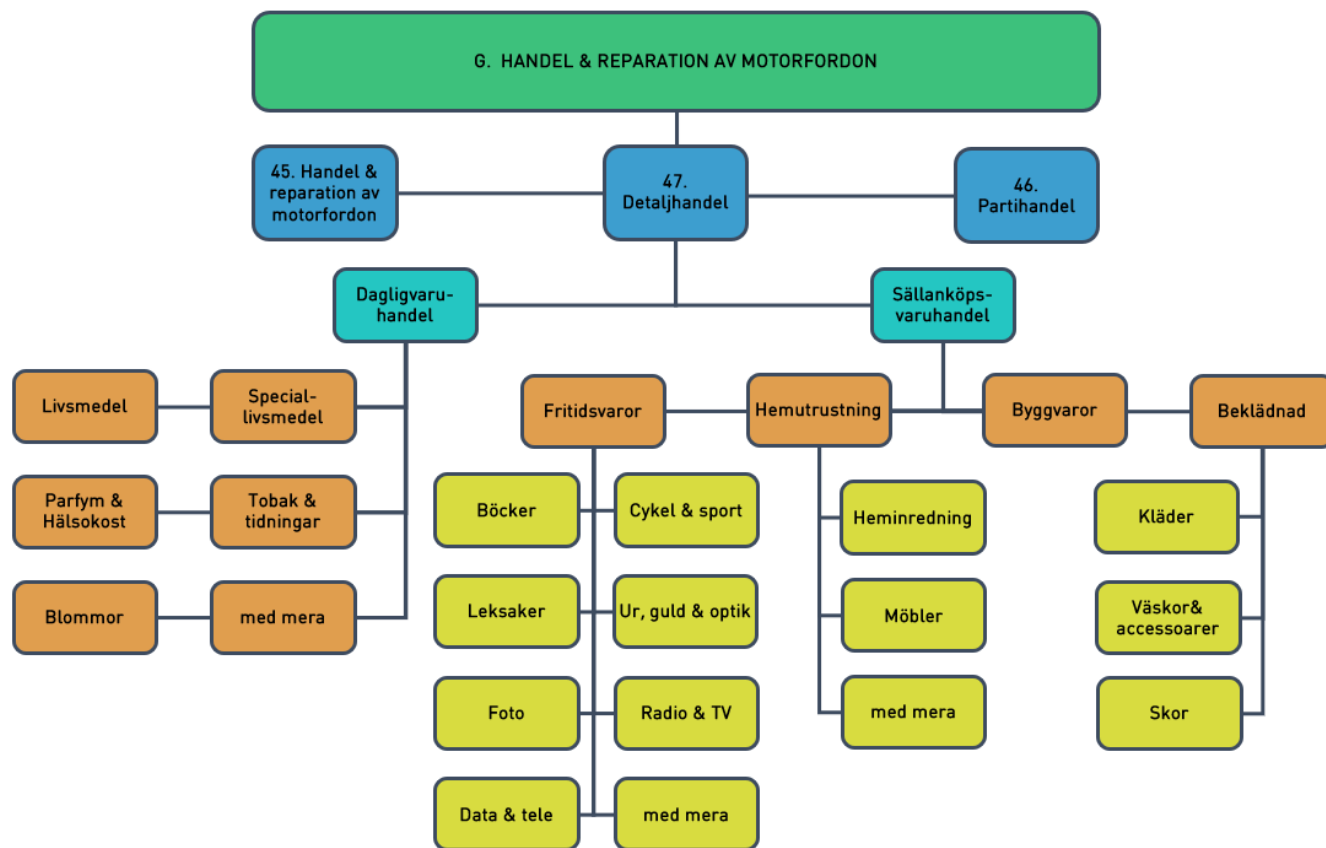 G. HANDEL & REPARATION AV MOTORFORDON
45. Handel &
reparation av
motorfordon
47.
Detaljhandel
46.
Partihandel
Dagligvaru-
handel
Sällanköps-
varuhandel
Livsmedel
Special-
livsmedel
Parfym &
Hälsokost
Tobak &
tidningar
Blommor
med mera
Fritidsvaror
Hemutrustning
Byggvaror
Beklädnad
Böcker
Cykel & sport
Leksaker
Ur, guld & optik
Foto
Radio & TV
Data & tele
med mera
Heminredning
Möbler
med mera
Kläder
Väskor&
accessoarer
Skor